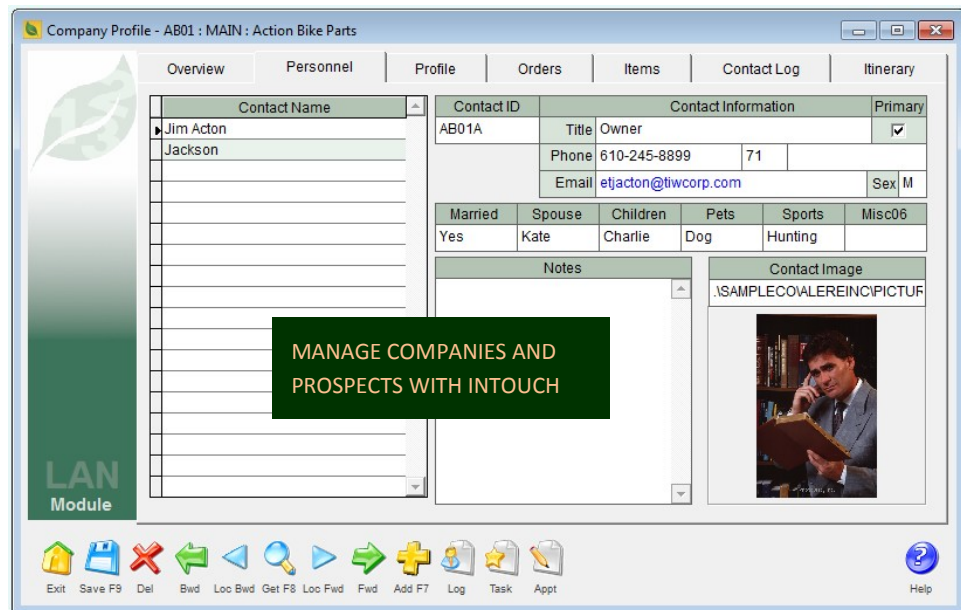 Company Profile - AB01 : MAIN : Action Bike Parts
Overview Personnel Profile Orders Items Contact Log Itinerary
Contact Name
Jim Acton
Jackson
Contact ID Contact Information Primary
AB01A Title Owner
Phone 610-245-8899 71
Email etjacton@tiwcorp.com Sex M
Married Spouse Children Pets Sports Misc06
Yes Kate Charlie Dog Hunting
Notes Contact Image
.\SAMPLECO\ALEREINC\PICTUR
MANAGE COMPANIES AND
PROSPECTS WITH INTOUCH
LAN
Module
Exit Save F9 Del Bwd Loc Bwd Get F8 Loc Fwd Fwd Add F7 Log Task Appt Help